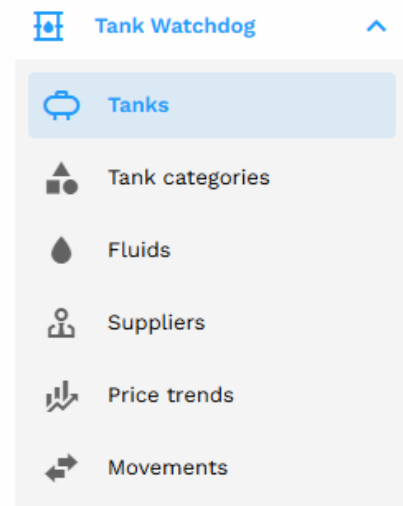 Tank Watchdog
Tanks
Tank categories
Fluids
Suppliers
Price trends
Movements